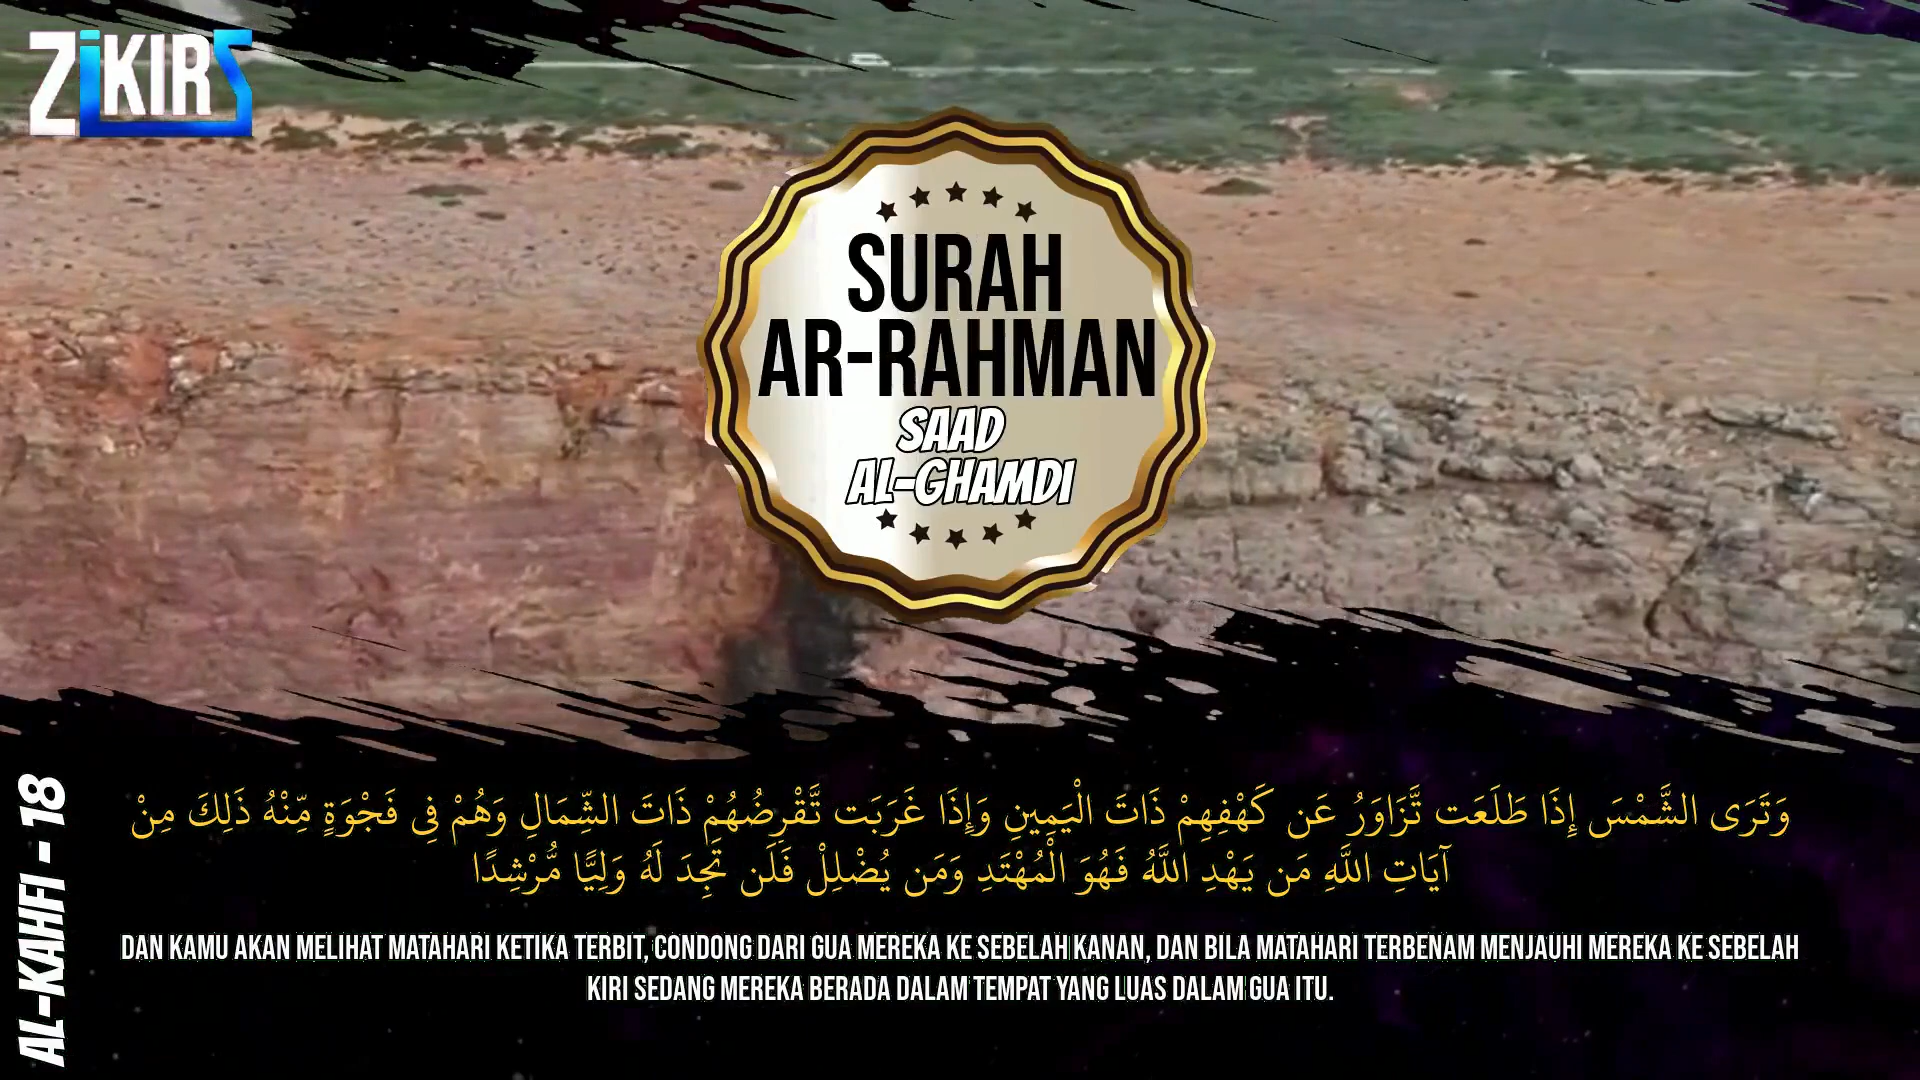 ZiKIRS
SURAH
AR-RAHMAN
SAAD
AL-GHAMDI
AL-KAHFI - 18
وَتَرَى الشَّمْسَ إِذَا طَلَعَت تَّزَاوَرُ عَن كَهْفِهِمْ ذَاتَ الْيَمِينِ وَإِذَا غَرَبَت تَّقْرِضُهُمْ ذَاتَ الشِّمَالِ وَهُمْ فِي فَجْوَةٍ مِّنْهُ ذَلِكَ مِنْ
آيَاتِ اللَّهِ مَن يَهْدِ اللَّهُ فَهُوَ الْمُهْتَدِ وَمَن يُضْلِلْ فَلَن تَجِدَ لَهُ وَلِيًّا مُّرْشِدًا
DAN KAMU AKAN MELIHAT MATAHARI KETIKA TERBIT, CONDONG DARI GUA MEREKA KE SEBELAH KANAN, DAN BILA MATAHARI TERBENAM MENJAUHI MEREKA KE SEBELAH
KIRI SEDANG MEREKA BERADA DALAM TEMPAT YANG LUAS DALAM GUA ITU.